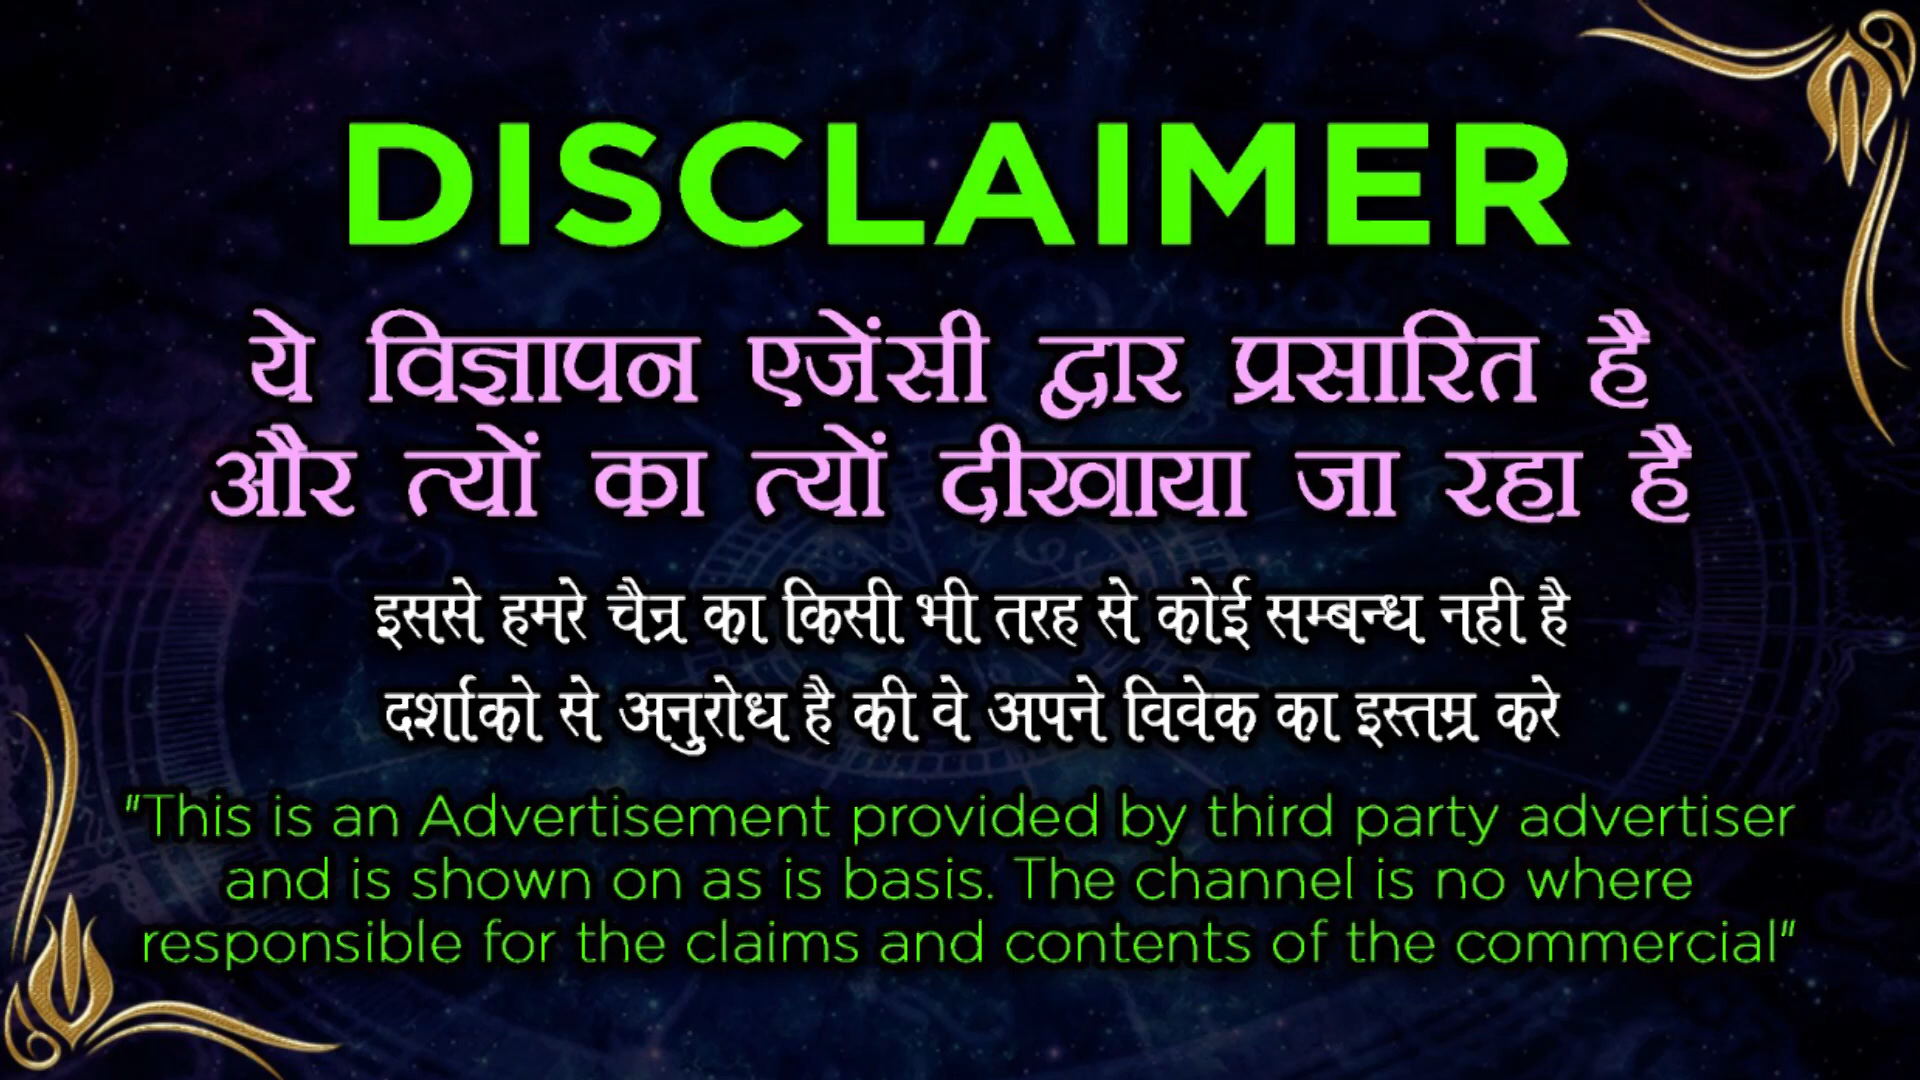 DISCLAIMER
ये विज्ञापन एजेंसी द्वार प्रसारित है
और त्यों का त्यों दीखाया जा रहा है
इससे हमरे चैन्र का किसी भी तरह से कोई सम्बन्ध नही है
दर्शाको से अनुरोध है की वे अपने विवेक का इस्तम्र करे
"This is an Advertisement provided by third party advertiser
and is shown on as is basis. The channel is no where
responsible for the claims and contents of the commercial"